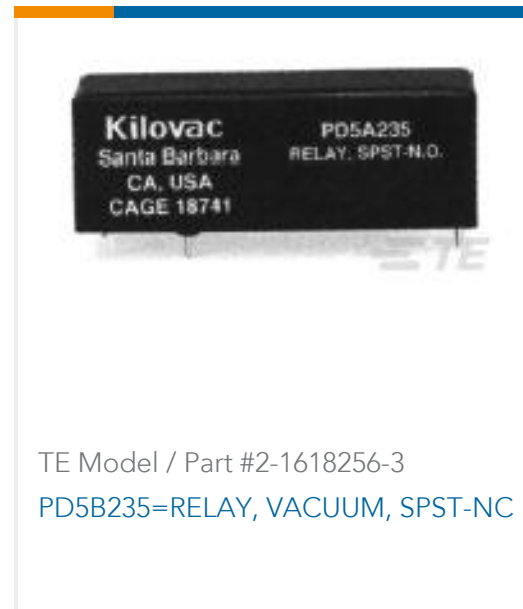 Kilovac
Santa Barbara
CA, USA
CAGE 18741
PD5A235
RELAY, SPST-N.O.
TE
TE Model / Part #2-1618256-3
PD5B235=RELAY, VACUUM, SPST-NC